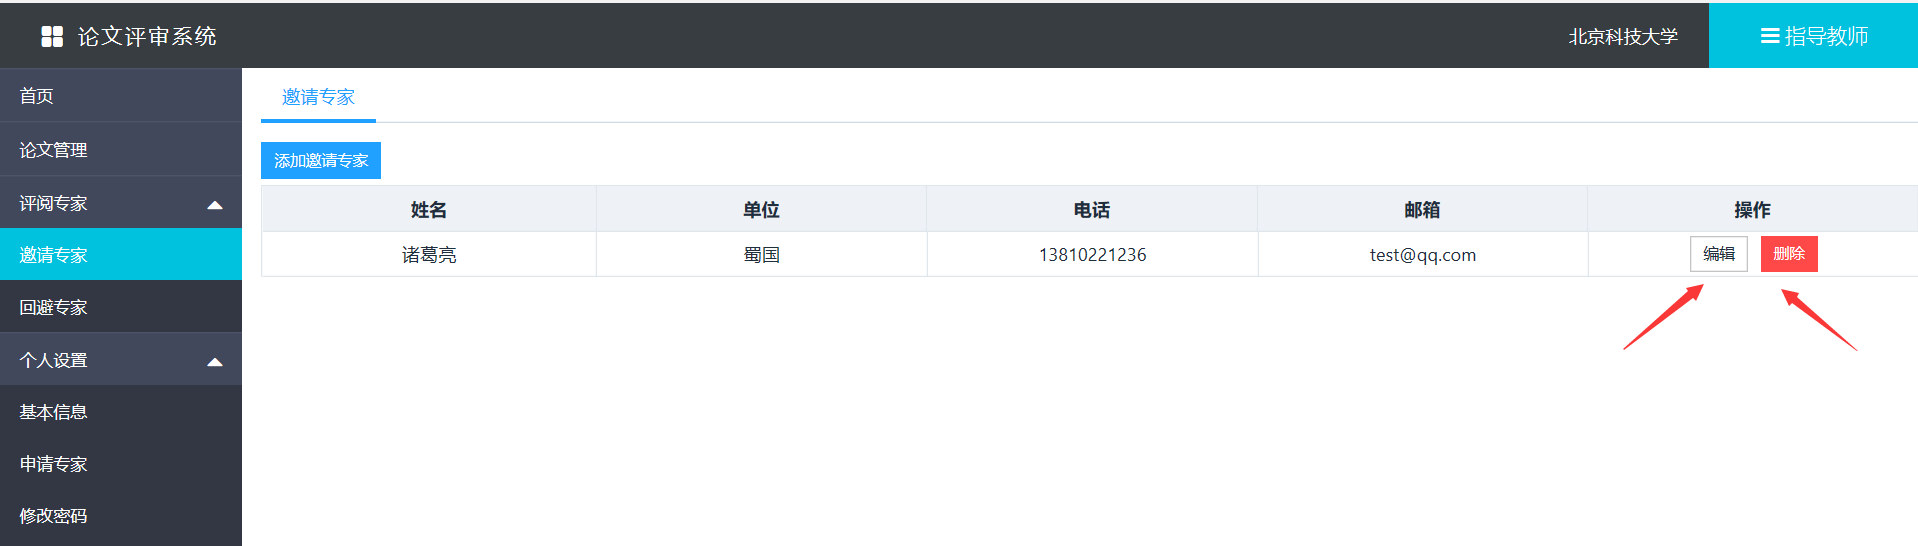 论文评审系统 北京科技大学 指导教师
首页
论文管理
评阅专家
邀请专家
回避专家
个人设置
基本信息
申请专家
修改密码
邀请专家
添加邀请专家
姓名 单位 电话 邮箱 操作
诸葛亮 蜀国 13810221236 test@qq.com 编辑 删除